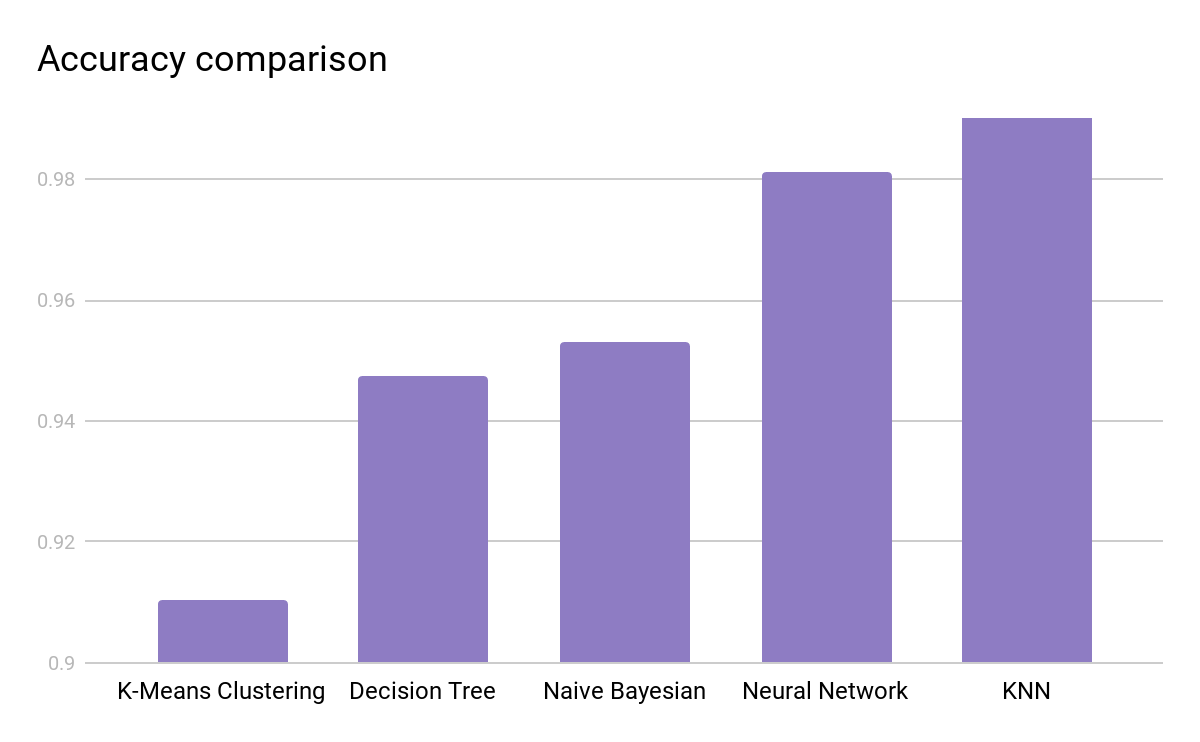 Accuracy comparison
0.98
0.96
0.94
0.92
0.9
K-Means Clustering Decision Tree Naive Bayesian Neural Network KNN